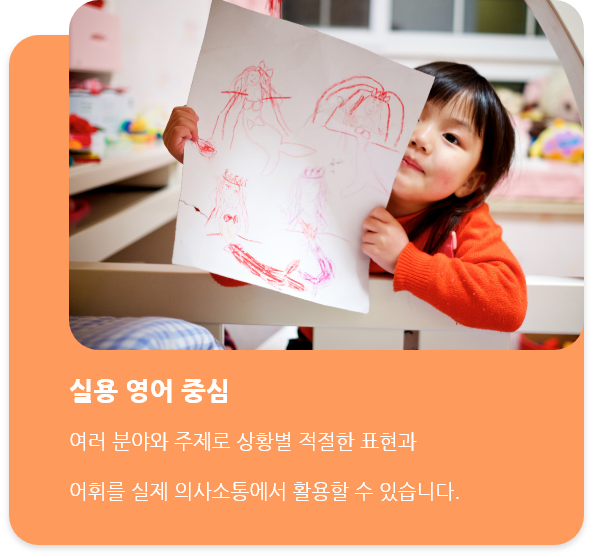 실용 영어 중심
여러 분야와 주제로 상황별 적절한 표현과
어휘를 실제 의사소통에서 활용할 수 있습니다.